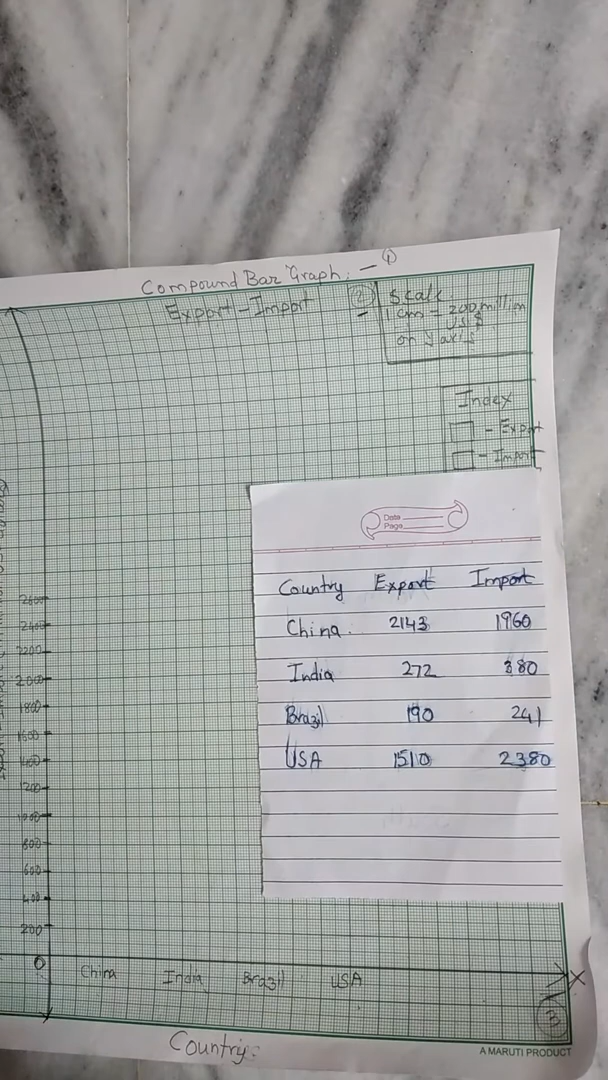 Compound Bar Graph. - ①
Export - Import
② Scale
1 cm = 200 million
US $
on y axis
Index
- Export
- Import
Date
Page
Country Export Import
China. 2143 1960
India 272 380
Brazil 190 241
USA 1510 2380
2600
2400
2200
2000
1800
1600
1400
1200
1000
800
600
400
200
0
China India Brazil USA
X
③
Country:
A MARUTI PRODUCT